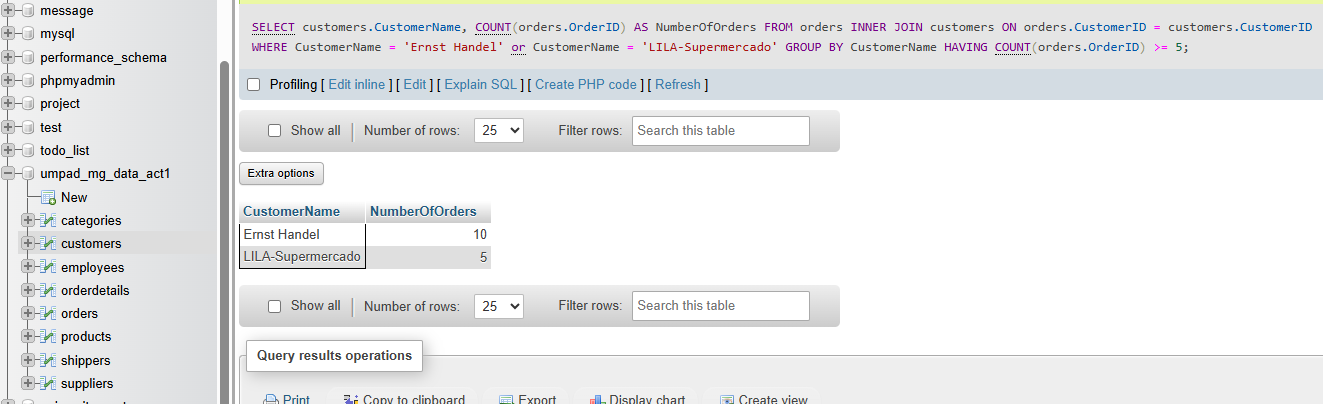 message
mysql
performance_schema
phpmyadmin
project
test
todo_list
umpad_mg_data_act1
New
categories
customers
employees
orderdetails
orders
products
shippers
suppliers
SELECT customers.CustomerName, COUNT(orders.OrderID) AS NumberOfOrders FROM orders INNER JOIN customers ON orders.CustomerID = customers.CustomerID
WHERE CustomerName = 'Ernst Handel' or CustomerName = 'LILA-Supermercado' GROUP BY CustomerName HAVING COUNT(orders.OrderID) >= 5;
Profiling [ Edit inline ] [ Edit ] [ Explain SQL ] [ Create PHP code ] [ Refresh ]
Show all | Number of rows: 25 Filter rows: Search this table
Extra options
CustomerName NumberOfOrders
Ernst Handel 10
LILA-Supermercado 5
Show all | Number of rows: 25 Filter rows: Search this table
Query results operations
Print Copy to clipboard Export Display chart Create view